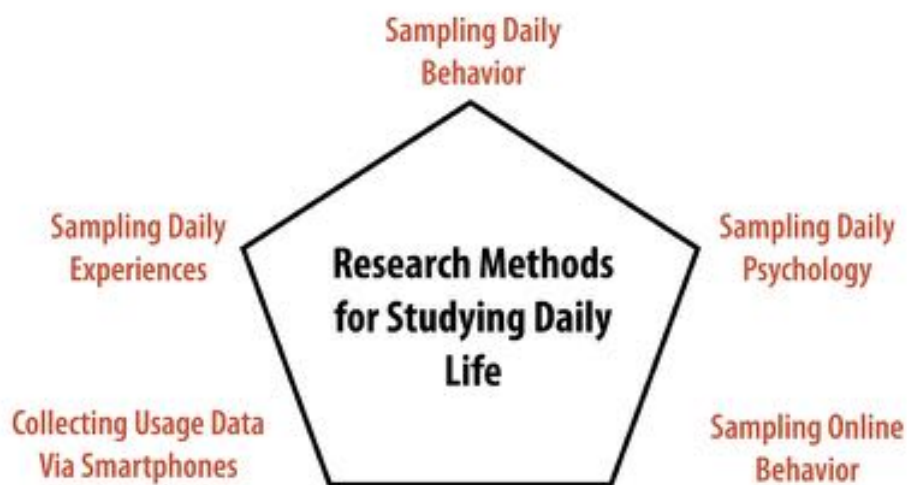 Sampling Daily
Behavior
Sampling Daily
Experiences
Research Methods
for Studying Daily
Life
Sampling Daily
Psychology
Collecting Usage Data
Via Smartphones
Sampling Online
Behavior